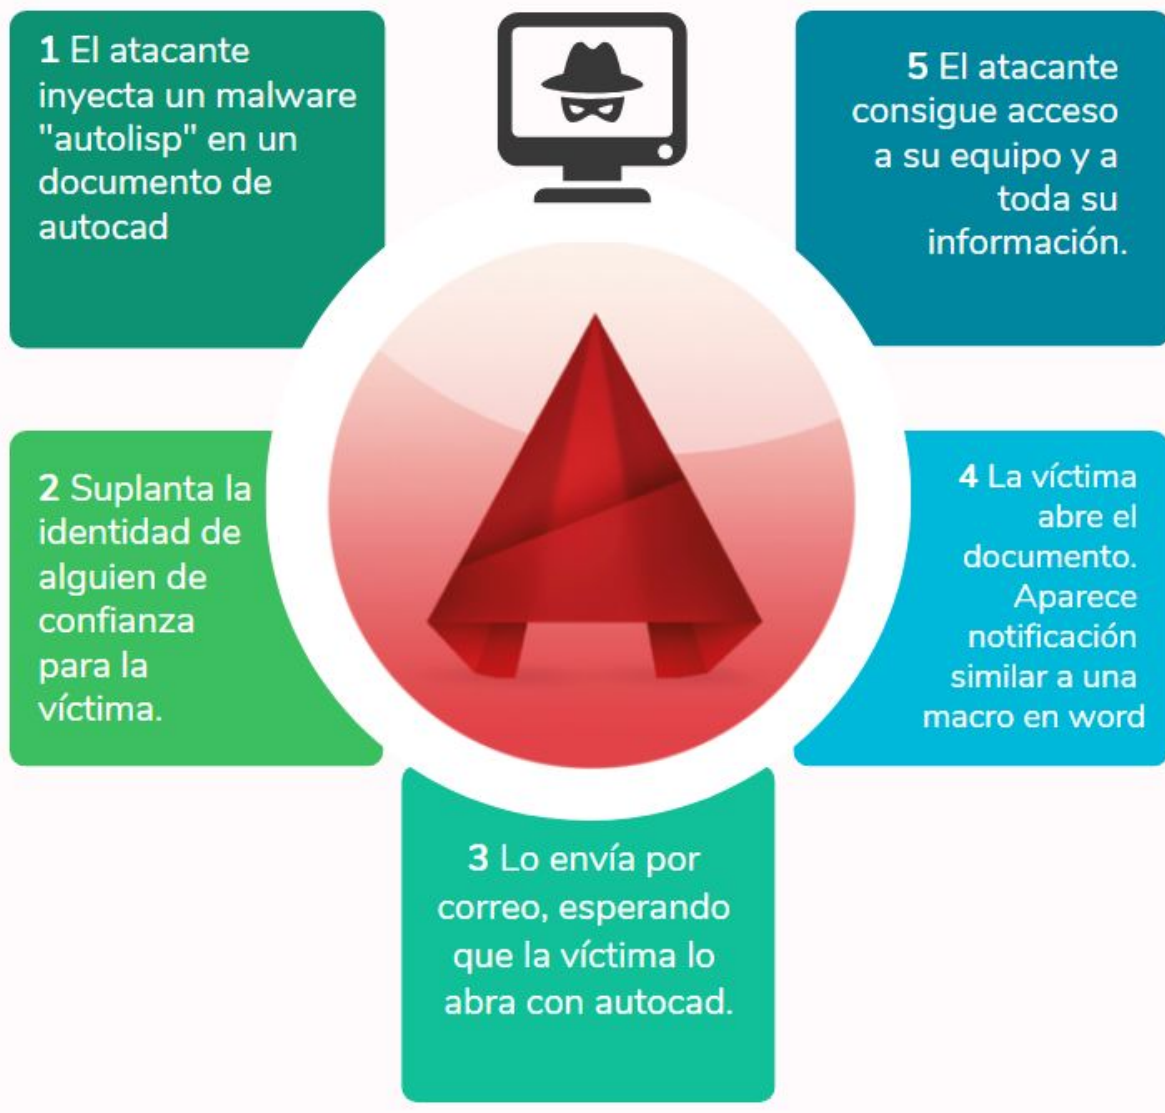 1 El atacante
inyecta un malware
"autolisp" en un
documento de
autocad
2 Suplanta la
identidad de
alguien de
confianza
para la
víctima.
3 Lo envía por
correo, esperando
que la víctima lo
abra con autocad.
4 La víctima
abre el
documento.
Aparece
notificación
similar a una
macro en word
5 El atacante
consigue acceso
a su equipo y a
toda su
información.